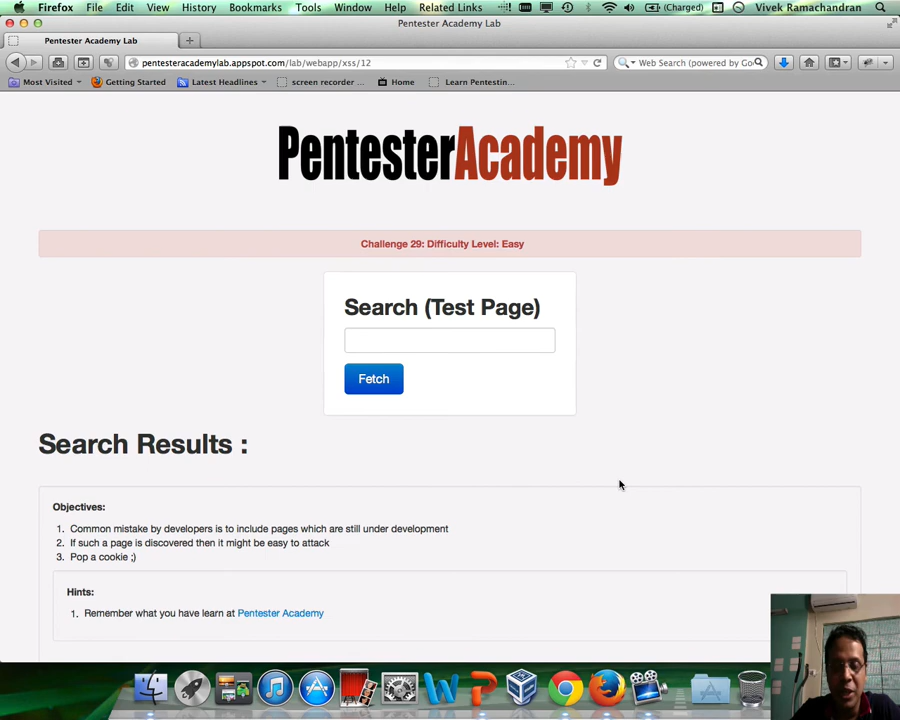 Firefox File Edit View History Bookmarks Tools Window Help Related Links (Charged) Vivek Ramachandran
Pentester Academy Lab
Pentester Academy Lab
pentesteracademylab.appspot.com/lab/webapp/xss/12 Web Search (powered by Go
Most Visited Getting Started Latest Headlines screen recorder ... Home Learn Pentestin...
PentesterAcademy
Challenge 29: Difficulty Level: Easy
Search (Test Page)
Fetch
Search Results :
Objectives:
1. Common mistake by developers is to include pages which are still under development
2. If such a page is discovered then it might be easy to attack
3. Pop a cookie ;)
Hints:
1. Remember what you have learn at Pentester Academy